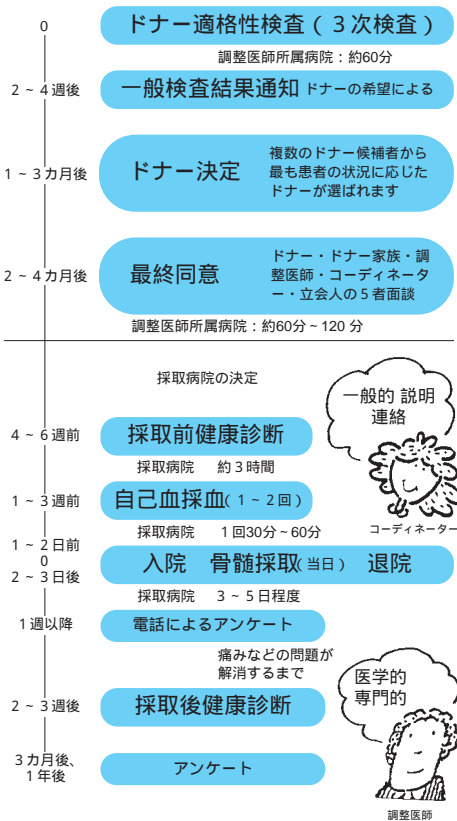 0
ドナー適格性検査（３次検査）
調整医師所属病院：約60分
2～4週後
一般検査結果通知 ドナーの希望による
1～3カ月後
ドナー決定
複数のドナー候補者から
最も患者の状況に応じた
ドナーが選ばれます
2～4カ月後
最終同意
ドナー・ドナー家族・調
整医師・コーディネータ
ー・立会人の５者面談
調整医師所属病院：約60分～120 分
採取病院の決定
一般的 説明
連絡
コーディネーター
4～6週前
採取前健康診断
採取病院　約３時間
1～3週前
自己血採血（１～２回）
採取病院　1回30分～60分
1～2日前
0
2～3日後
入院　骨髄採取（当日）　退院
採取病院　3～5日程度
1週以降
電話によるアンケート
痛みなどの問題が
解消するまで
医学的
専門的
調整医師
2～3週後
採取後健康診断
3カ月後、
1年後
アンケート